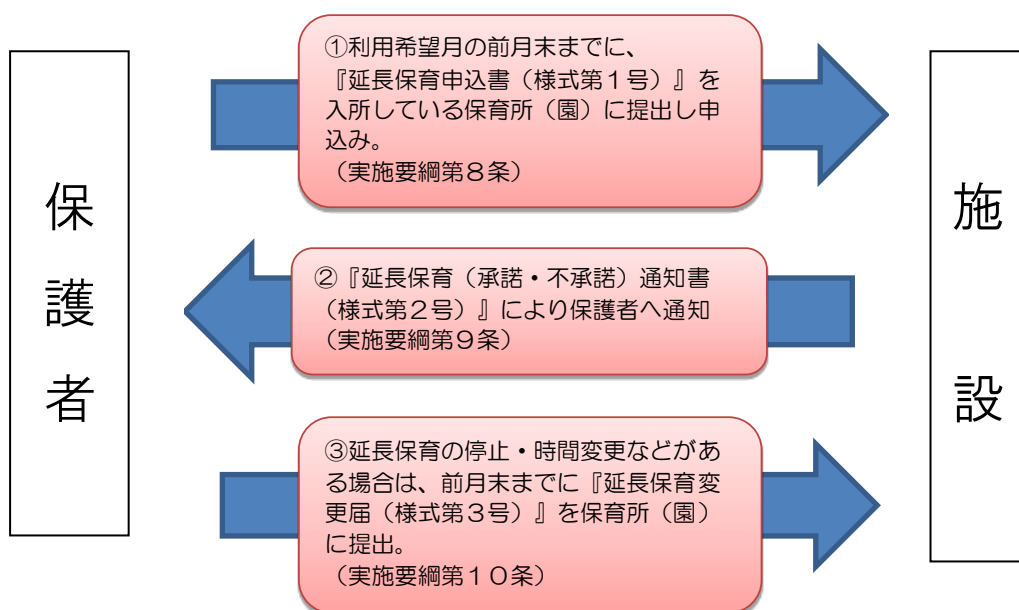 保護者
①利用希望月の前月末までに、
『延長保育申込書（様式第１号）』を
入所している保育所（園）に提出し申
込み。
（実施要綱第８条）
②『延長保育（承諾・不承諾）通知書
（様式第２号）』により保護者へ通知
（実施要綱第９条）
③延長保育の停止・時間変更などがあ
る場合は、前月末までに『延長保育変
更届（様式第３号）』を保育所（園）
に提出。
（実施要綱第１０条）
施設